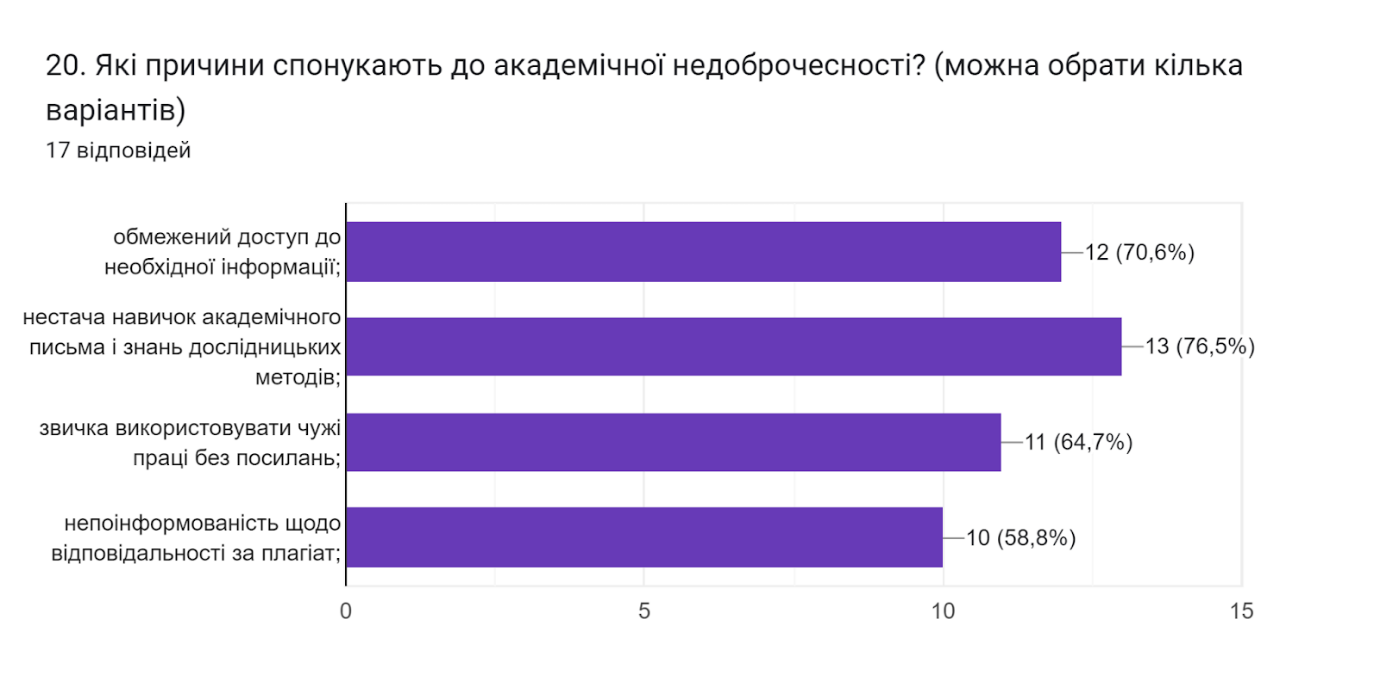 20. Які причини спонукають до академічної недоброчесності? (можна обрати кілька
варіантів)
17 відповідей
обмежений доступ до
необхідної інформації;
12 (70,6%)
нестача навичок академічного
письма і знань дослідницьких
методів;
13 (76,5%)
звичка використовувати чужі
праці без посилань;
11 (64,7%)
непоінформованість щодо
відповідальності за плагіат;
10 (58,8%)
0 5 10 15